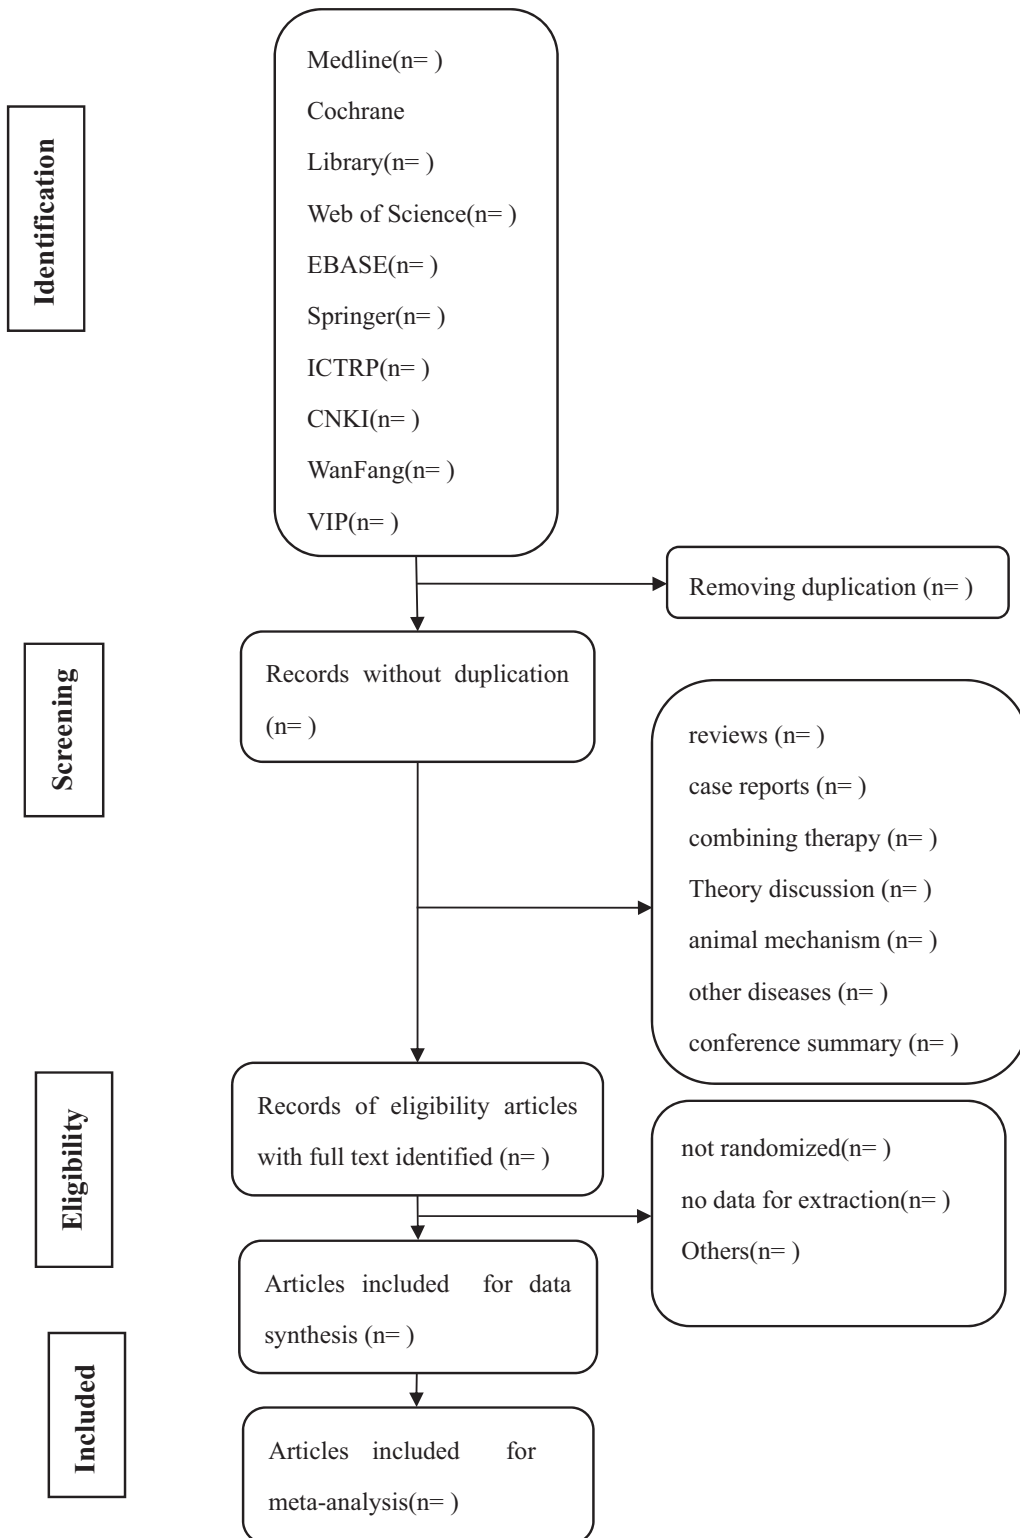 Identification
Medline(n= )
Cochrane
Library(n= )
Web of Science(n= )
EBASE(n= )
Springer(n= )
ICTRP(n= )
CNKI(n= )
WanFang(n= )
VIP(n= )
Removing duplication (n= )
Screening
Records without duplication
(n= )
reviews (n= )
case reports (n= )
combining therapy (n= )
Theory discussion (n= )
animal mechanism (n= )
other diseases (n= )
conference summary (n= )
Eligibility
Records of eligibility articles
with full text identified (n= )
not randomized(n= )
no data for extraction(n= )
Others(n= )
Articles included for data
synthesis (n= )
Included
Articles included for
meta-analysis(n= )